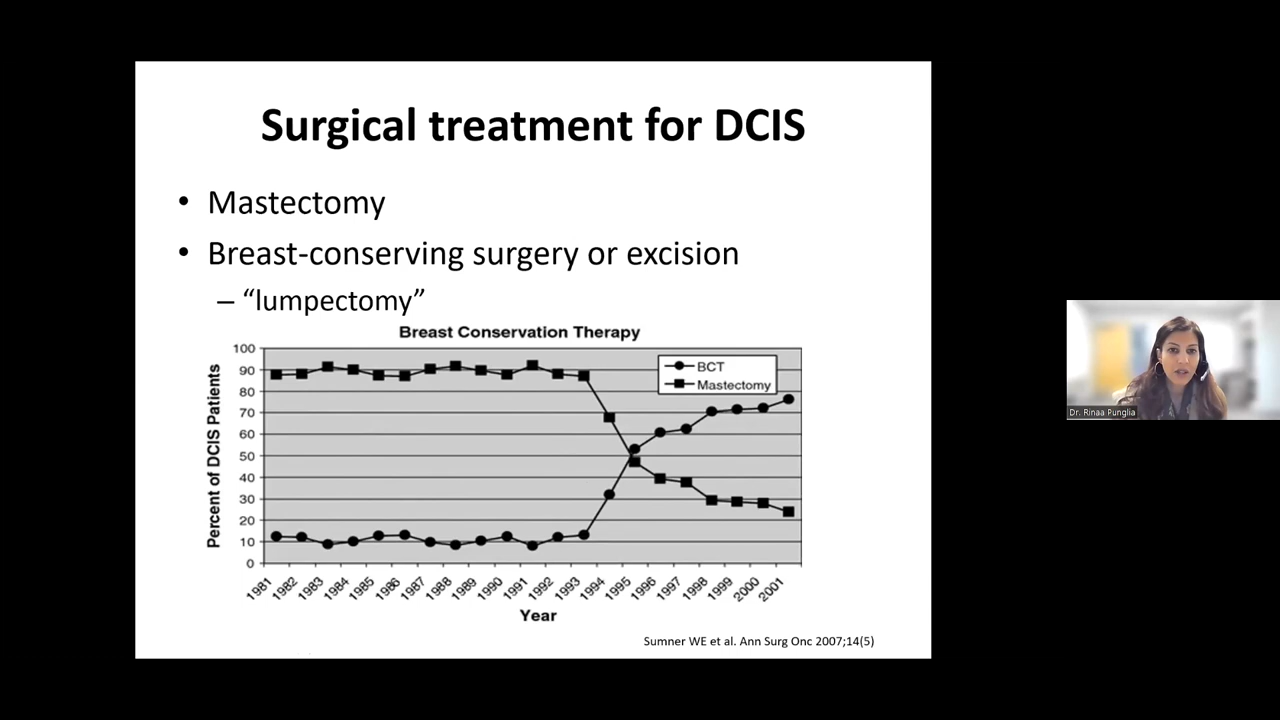 Surgical treatment for DCIS
• Mastectomy
• Breast-conserving surgery or excision
– “lumpectomy”
Breast Conservation Therapy
Percent of DCIS Patients
100
90
80
70
60
50
40
30
20
10
0
BCT
Mastectomy
1981 1982 1983 1984 1985 1986 1987 1988 1989 1990 1991 1992 1993 1994 1995 1996 1997 1998 1999 2000 2001
Year
Sumner WE et al. Ann Surg Onc 2007;14(5)
Dr. Rinaa Punglia